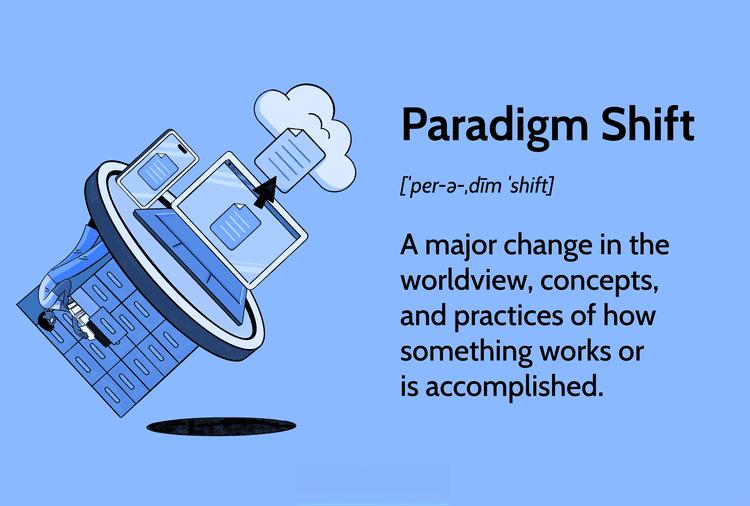 Paradigm Shift
[ˈper-ə-ˌdīm ˈshift]
A major change in the
worldview, concepts,
and practices of how
something works or
is accomplished.